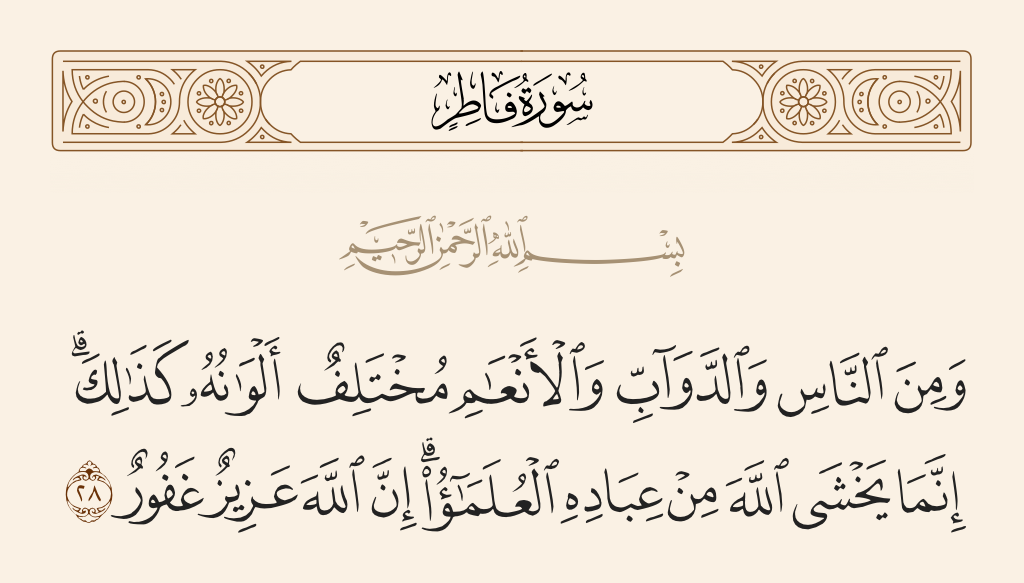 سُورَةُ فَاطِرٍ
بِسْمِ ٱللَّهِ ٱلرَّحْمَٰنِ ٱلرَّحِيمِ
وَمِنَ ٱلنَّاسِ وَٱلدَّوَآبِّ وَٱلْأَنْعَـٰمِ مُخْتَلِفٌ أَلْوَٰنُهُۥ كَذَٰلِكَ ۗ
إِنَّمَا يَخْشَى ٱللَّهَ مِنْ عِبَادِهِ ٱلْعُلَمَـٰٓؤُا۟ ۗ إِنَّ ٱللَّهَ عَزِيزٌ غَفُورٌ ٢٨